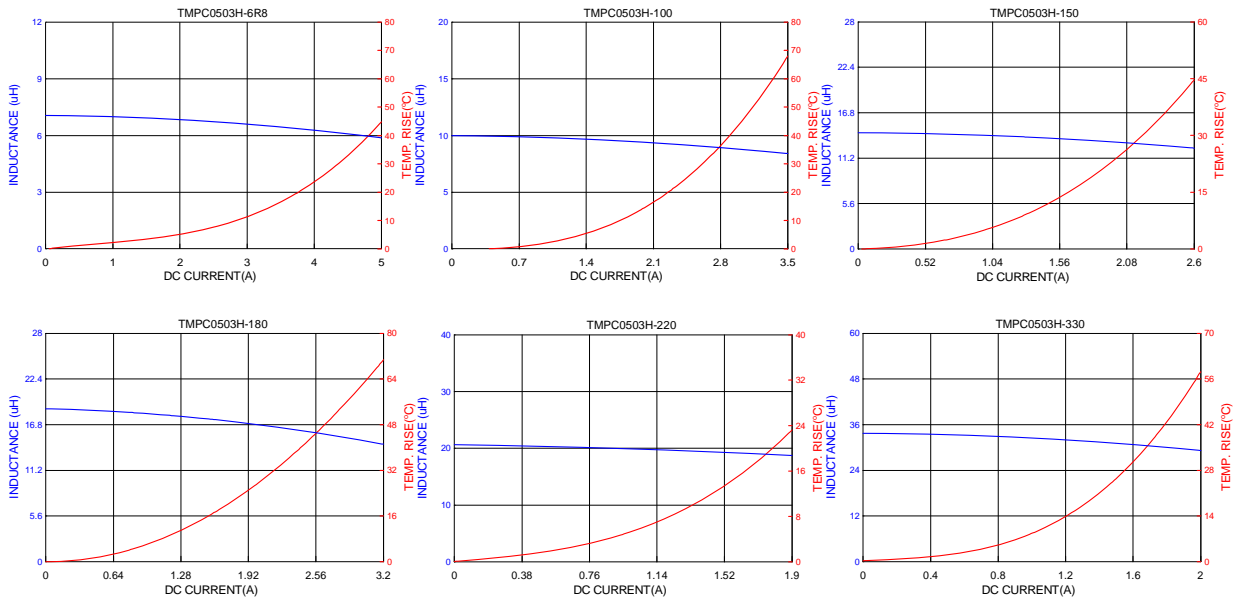 TMPC0503H-6R8
12
9
6
3
0
INDUCTANCE (uH)
80
70
60
50
40
30
20
10
0
TEMP. RISE(ºC)
0 1 2 3 4 5
DC CURRENT(A)
TMPC0503H-100
20
15
10
5
0
INDUCTANCE (uH)
80
70
60
50
40
30
20
10
0
TEMP. RISE(ºC)
0 0.7 1.4 2.1 2.8 3.5
DC CURRENT(A)
TMPC0503H-150
28
22.4
16.8
11.2
5.6
0
INDUCTANCE (uH)
60
45
30
15
0
TEMP. RISE(ºC)
0 0.52 1.04 1.56 2.08 2.6
DC CURRENT(A)
TMPC0503H-180
28
22.4
16.8
11.2
5.6
0
INDUCTANCE (uH)
80
64
48
32
16
0
TEMP. RISE(ºC)
0 0.64 1.28 1.92 2.56 3.2
DC CURRENT(A)
TMPC0503H-220
40
30
20
10
0
INDUCTANCE (uH)
40
32
24
16
8
0
TEMP. RISE(ºC)
0 0.38 0.76 1.14 1.52 1.9
DC CURRENT(A)
TMPC0503H-330
60
48
36
24
12
0
INDUCTANCE (uH)
70
56
42
28
14
0
TEMP. RISE(ºC)
0 0.4 0.8 1.2 1.6 2
DC CURRENT(A)